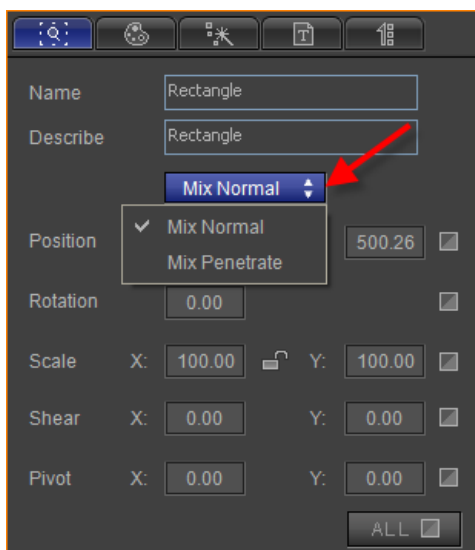 T
Name Rectangle
Describe Rectangle
Mix Normal
Mix Normal
Mix Penetrate
Position 500.26
Rotation 0.00
Scale X: 100.00 Y: 100.00
Shear X: 0.00 Y: 0.00
Pivot X: 0.00 Y: 0.00
ALL